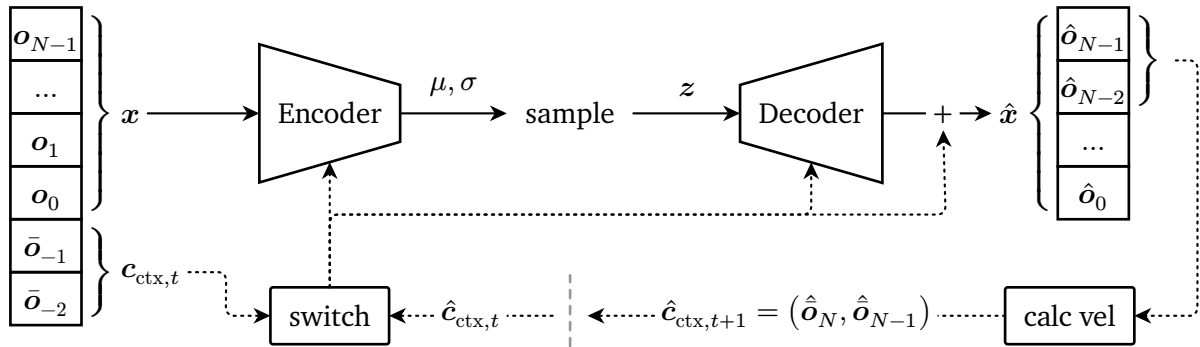 𝒐_{N−1}
...
𝒐_1
𝒐_0
𝒐̄_{−1}
𝒐̄_{−2}
𝒙
𝒄_{ctx,t}
Encoder
μ, σ
sample
𝒛
Decoder
+
𝒙̂
𝒐̂_{N−1}
𝒐̂_{N−2}
...
𝒐̂_0
switch
𝒄̂_{ctx,t}
𝒄̂_{ctx,t+1} = (𝒐̄̂_N, 𝒐̄̂_{N−1})
calc vel